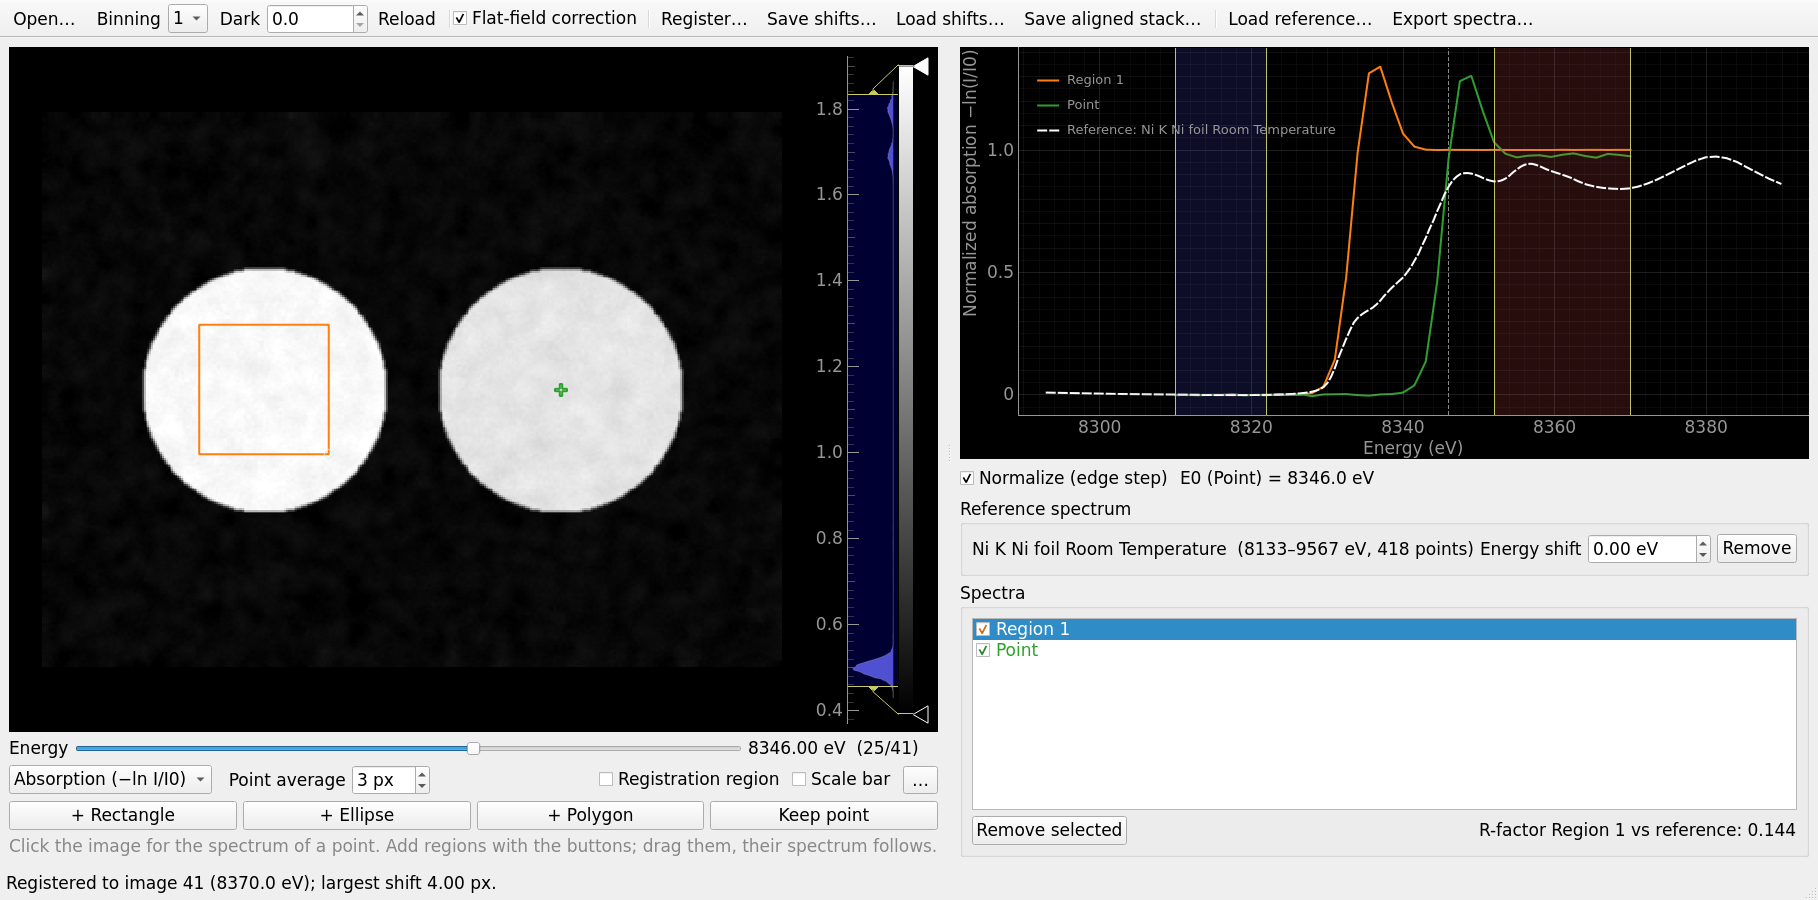 Open… Binning 1 Dark 0.0 Reload Flat-field correction Register… Save shifts… Load shifts… Save aligned stack… Load reference… Export spectra…
1.8
1.6
1.4
1.2
1.0
0.8
0.6
0.4
Energy 8346.00 eV (25/41)
Absorption (−ln I/I0) Point average 3 px Registration region Scale bar ...
+ Rectangle + Ellipse + Polygon Keep point
Click the image for the spectrum of a point. Add regions with the buttons; drag them, their spectrum follows.
Normalized absorption −ln(I/I0)
Region 1
Point
Reference: Ni K Ni foil Room Temperature
1.0
0.5
0
8300 8320 8340 8360 8380
Energy (eV)
Normalize (edge step) E0 (Point) = 8346.0 eV
Reference spectrum
Ni K Ni foil Room Temperature (8133–9567 eV, 418 points) Energy shift 0.00 eV Remove
Spectra
Region 1
Point
Remove selected R-factor Region 1 vs reference: 0.144
Registered to image 41 (8370.0 eV); largest shift 4.00 px.